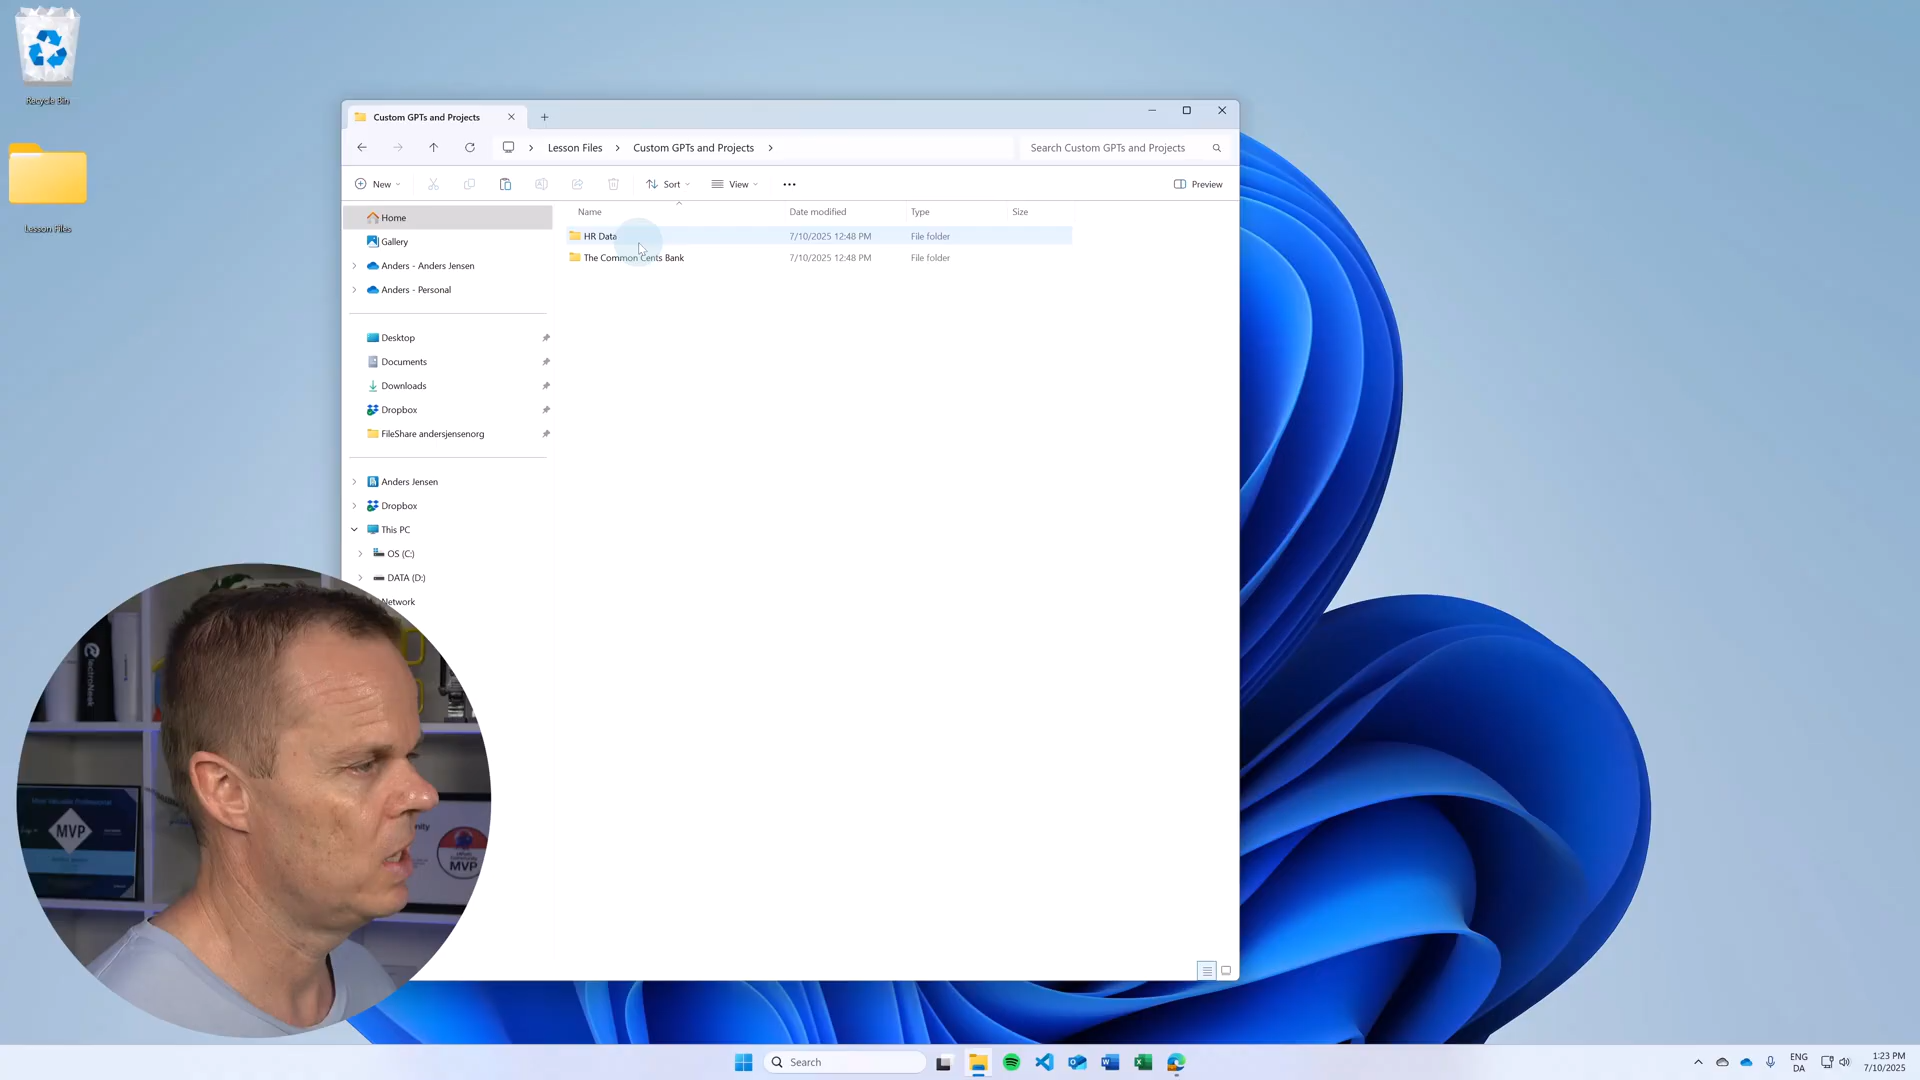 Recycle Bin
Lesson Files
Custom GPTs and Projects
Lesson Files > Custom GPTs and Projects >
Search Custom GPTs and Projects
New
Sort
View
Preview
Name Date modified Type Size
HR Data 7/10/2025 12:48 PM File folder
The Common Cents Bank 7/10/2025 12:48 PM File folder
Home
Gallery
Anders - Anders Jensen
Anders - Personal
Desktop
Documents
Downloads
Dropbox
FileShare andersjensenorg
Anders Jensen
Dropbox
This PC
OS (C:)
DATA (D:)
Network
lectroNeek
Most Valuable Professional
MVP
MVP
Search
ENG
DA
1:23 PM
7/10/2025